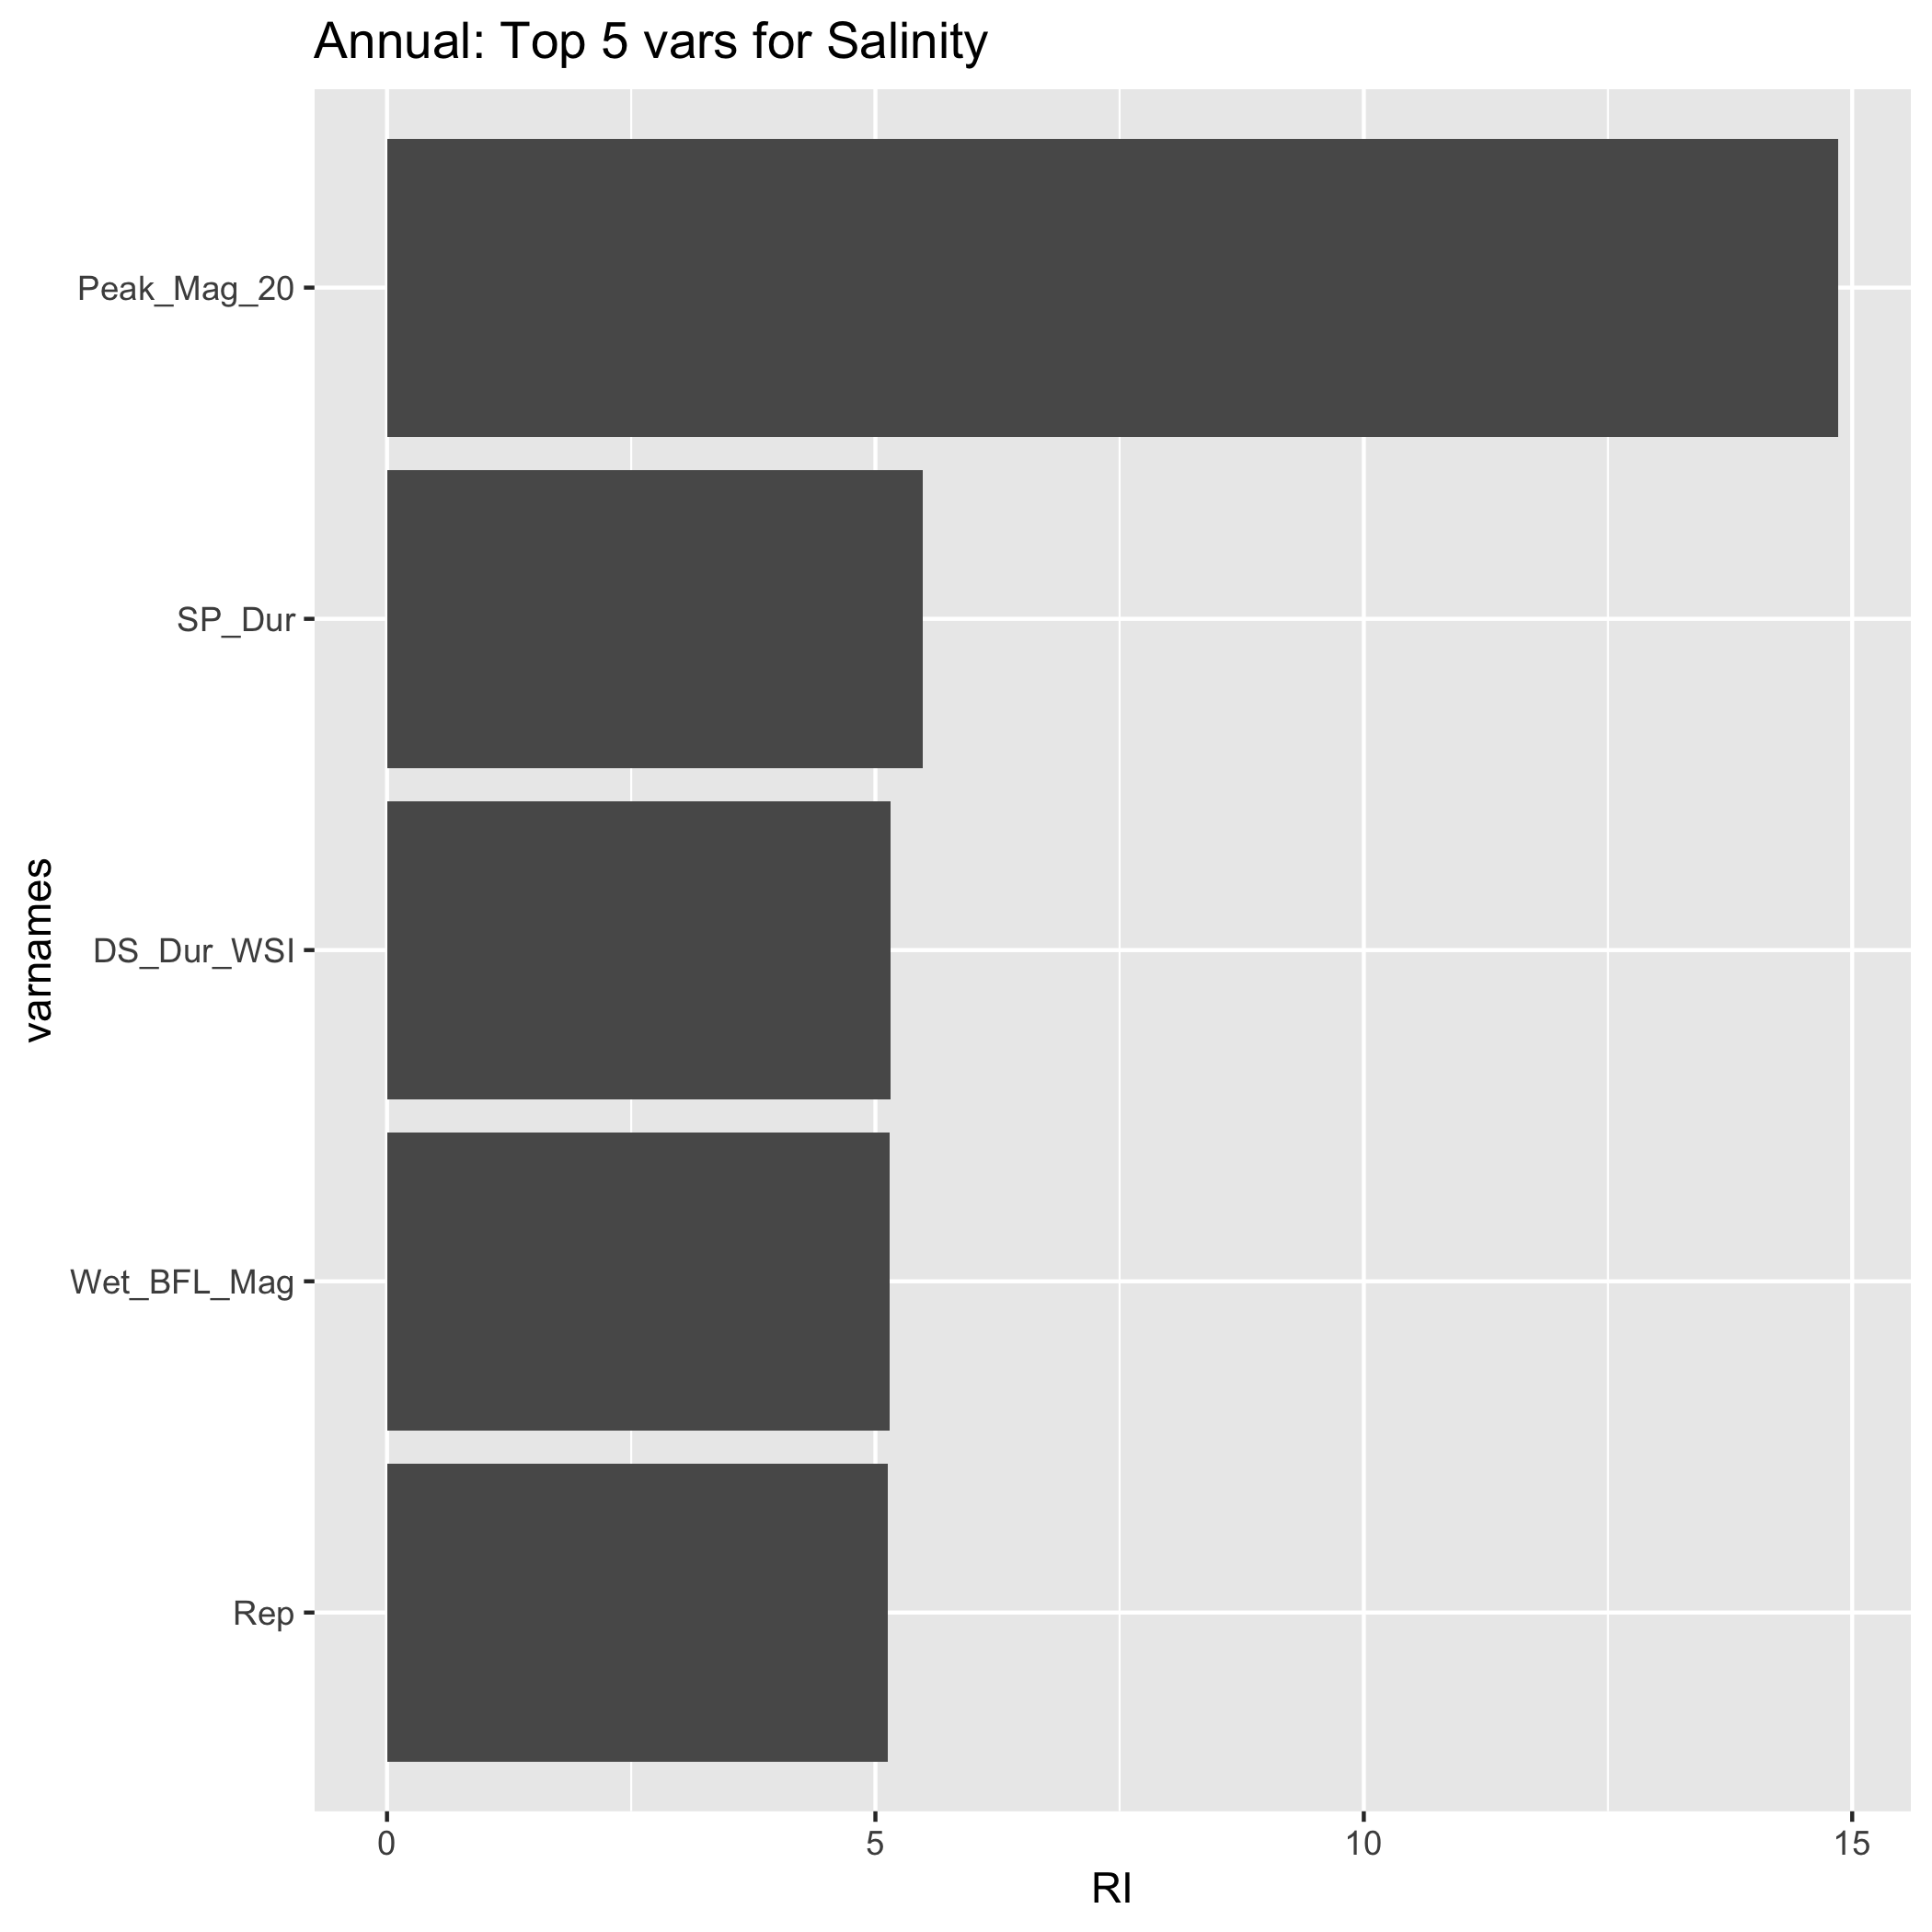 Annual: Top 5 vars for Salinity
Peak_Mag_20
SP_Dur
DS_Dur_WSI
Wet_BFL_Mag
Rep
varnames
0 5 10 15
RI